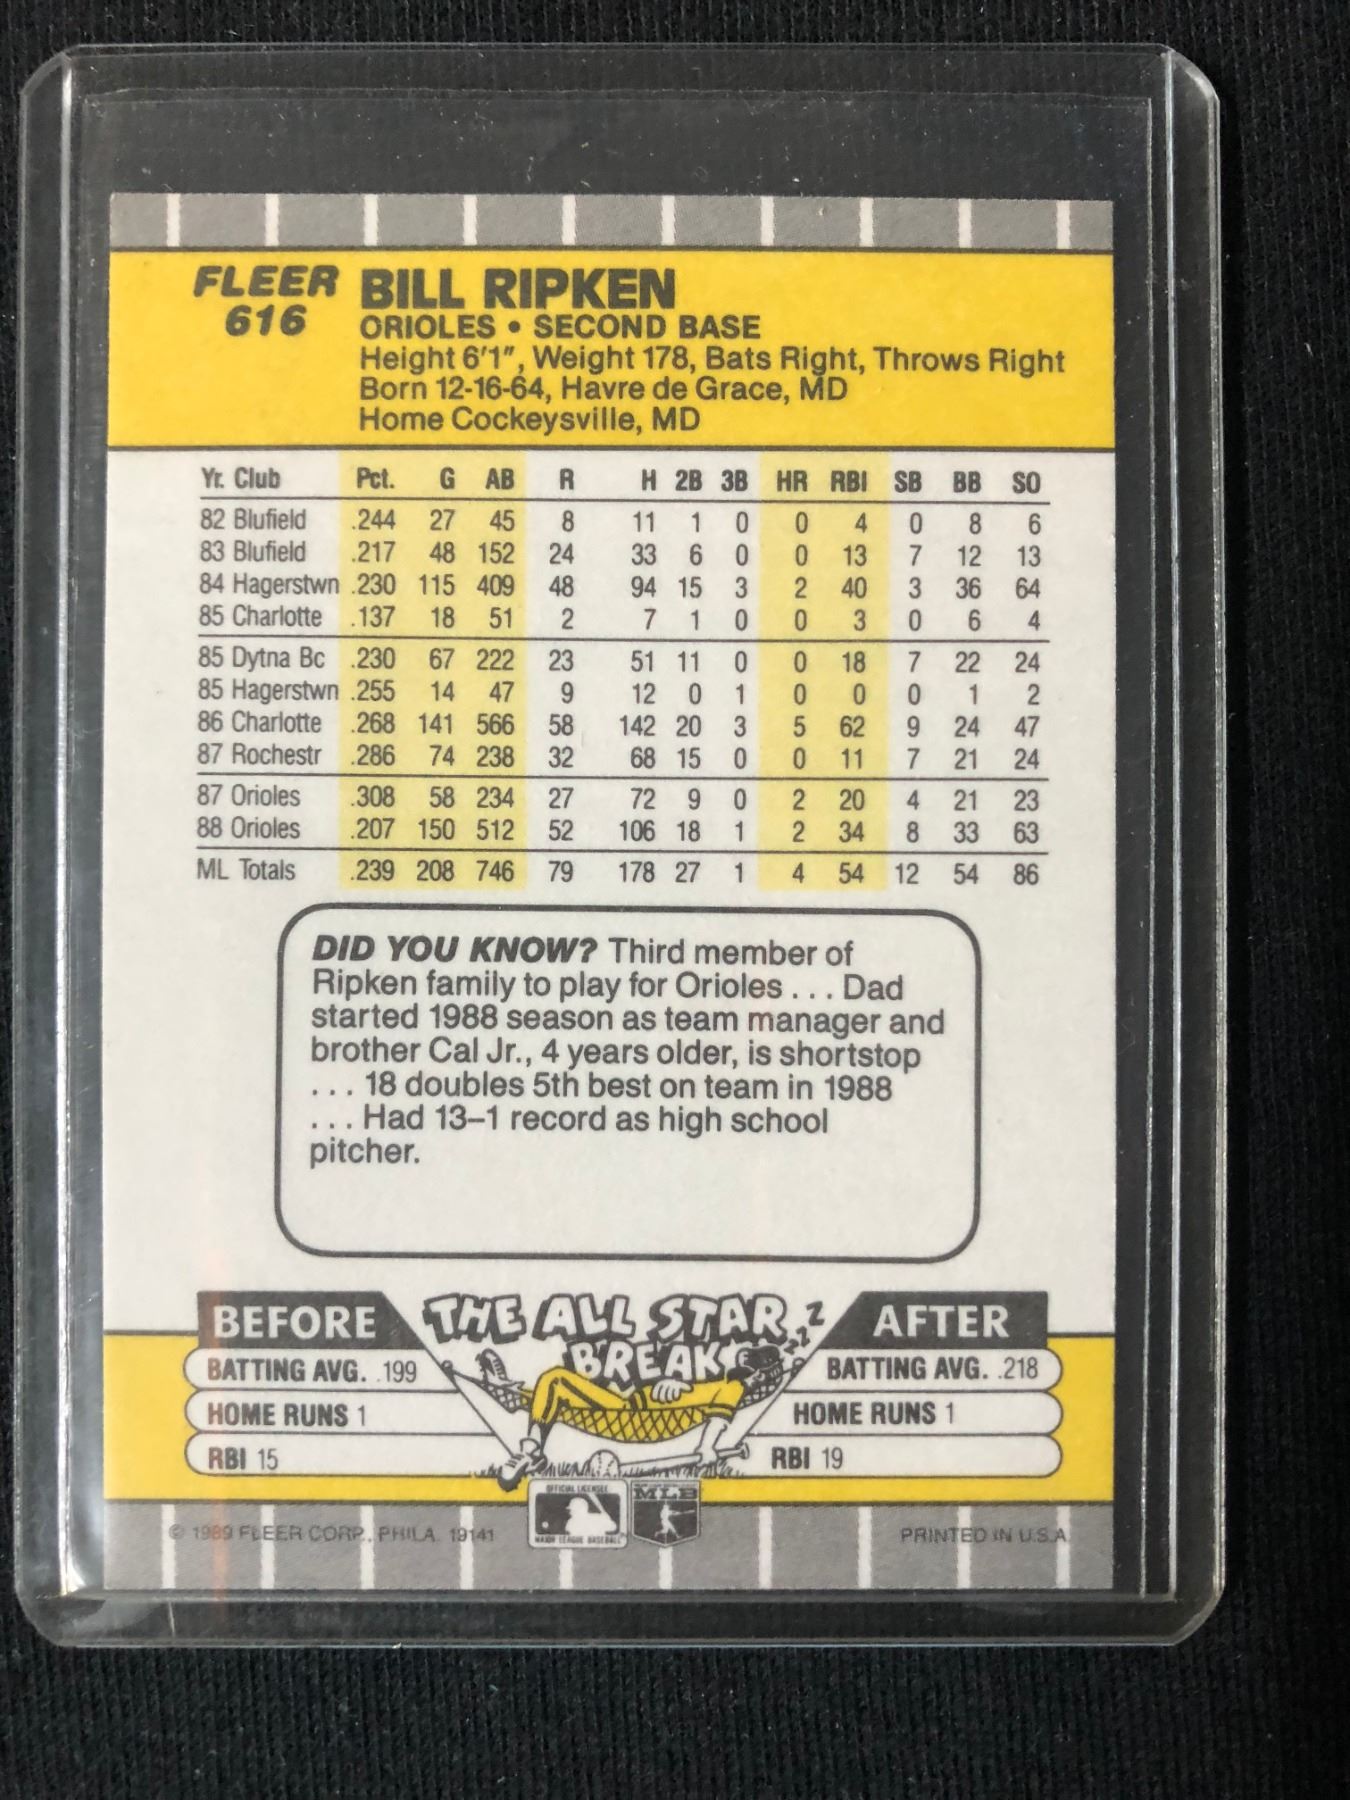 FLEER
616
BILL RIPKEN
ORIOLES • SECOND BASE
Height 6'1", Weight 178, Bats Right, Throws Right
Born 12-16-64, Havre de Grace, MD
Home Cockeysville, MD
Yr. Club Pct. G AB R H 2B 3B HR RBI SB BB SO
82 Blufield .244 27 45 8 11 1 0 0 4 0 8 6
83 Blufield .217 48 152 24 33 6 0 0 13 7 12 13
84 Hagerstwn .230 115 409 48 94 15 3 2 40 3 36 64
85 Charlotte .137 18 51 2 7 1 0 0 3 0 6 4
85 Dytna Bc .230 67 222 23 51 11 0 0 18 7 22 24
85 Hagerstwn .255 14 47 9 12 0 1 0 0 0 1 2
86 Charlotte .268 141 566 58 142 20 3 5 62 9 24 47
87 Rochestr .286 74 238 32 68 15 0 0 11 7 21 24
87 Orioles .308 58 234 27 72 9 0 2 20 4 21 23
88 Orioles .207 150 512 52 106 18 1 2 34 8 33 63
ML Totals .239 208 746 79 178 27 1 4 54 12 54 86
DID YOU KNOW? Third member of
Ripken family to play for Orioles . . . Dad
started 1988 season as team manager and
brother Cal Jr., 4 years older, is shortstop
. . . 18 doubles 5th best on team in 1988
. . . Had 13–1 record as high school
pitcher.
BEFORE THE ALL STAR BREAK ZZZZZ AFTER
BATTING AVG. .199 BATTING AVG. .218
HOME RUNS 1 HOME RUNS 1
RBI 15 RBI 19
OFFICIAL LICENSEE
MAJOR LEAGUE BASEBALL
MLB
© 1989 FLEER CORP., PHILA. 19141 PRINTED IN U.S.A.